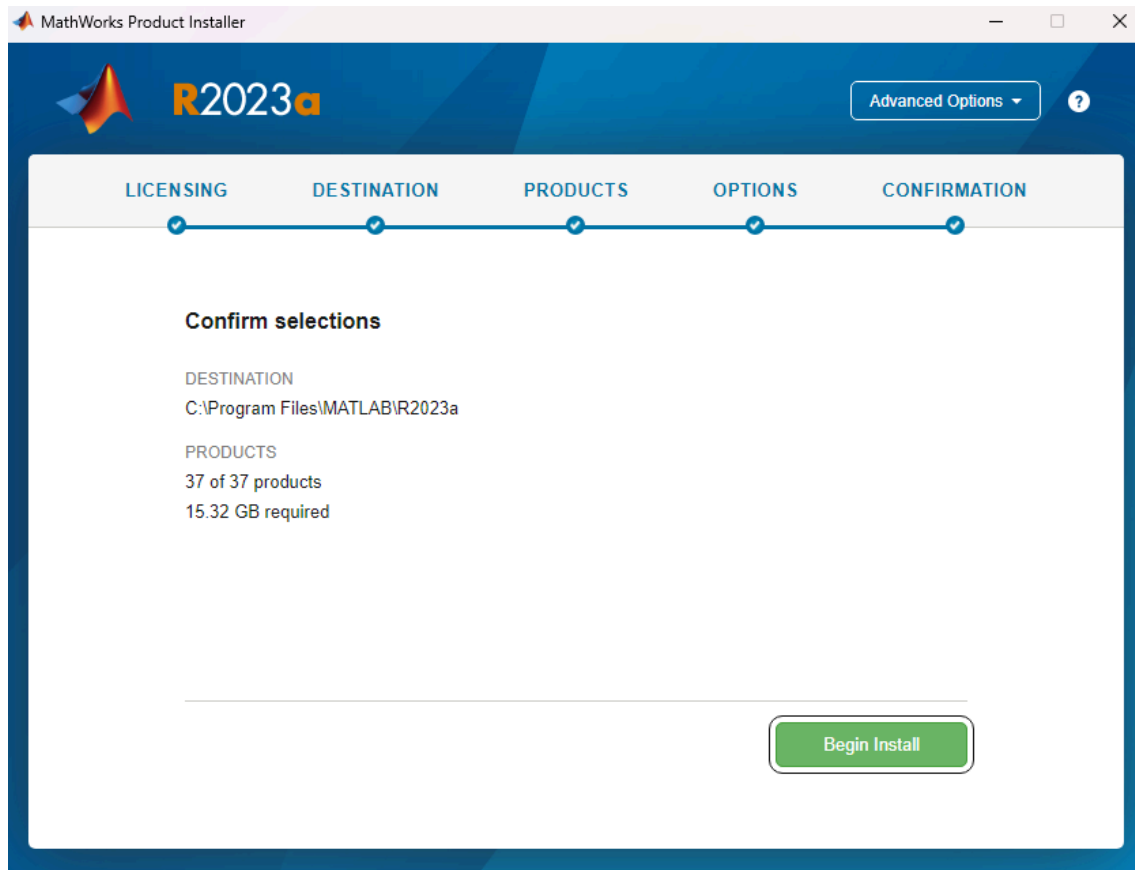 MathWorks Product Installer
R2023a
Advanced Options
?
LICENSING DESTINATION PRODUCTS OPTIONS CONFIRMATION
Confirm selections
DESTINATION
C:\Program Files\MATLAB\R2023a
PRODUCTS
37 of 37 products
15.32 GB required
Begin Install